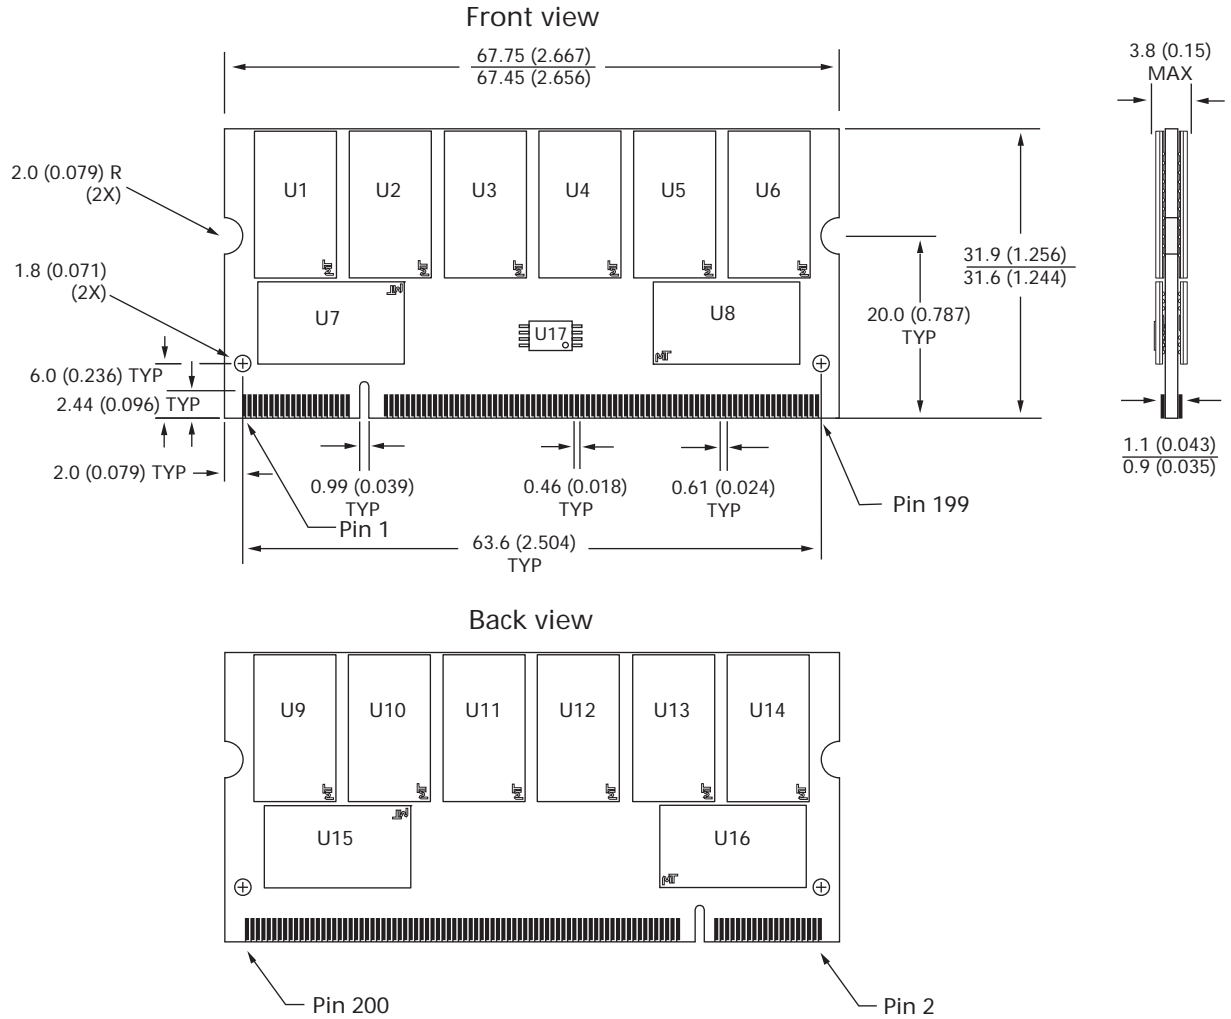 Front view
67.75 (2.667)
67.45 (2.656)
3.8 (0.15)
MAX
2.0 (0.079) R
(2X)
U1
U2
U3
U4
U5
U6
1.8 (0.071)
(2X)
31.9 (1.256)
31.6 (1.244)
U7
U17
U8
20.0 (0.787)
TYP
6.0 (0.236) TYP
2.44 (0.096) TYP
2.0 (0.079) TYP
0.99 (0.039)
TYP
0.46 (0.018)
TYP
0.61 (0.024)
TYP
1.1 (0.043)
0.9 (0.035)
Pin 199
Pin 1
63.6 (2.504)
TYP
Back view
U9
U10
U11
U12
U13
U14
U15
U16
Pin 200
Pin 2